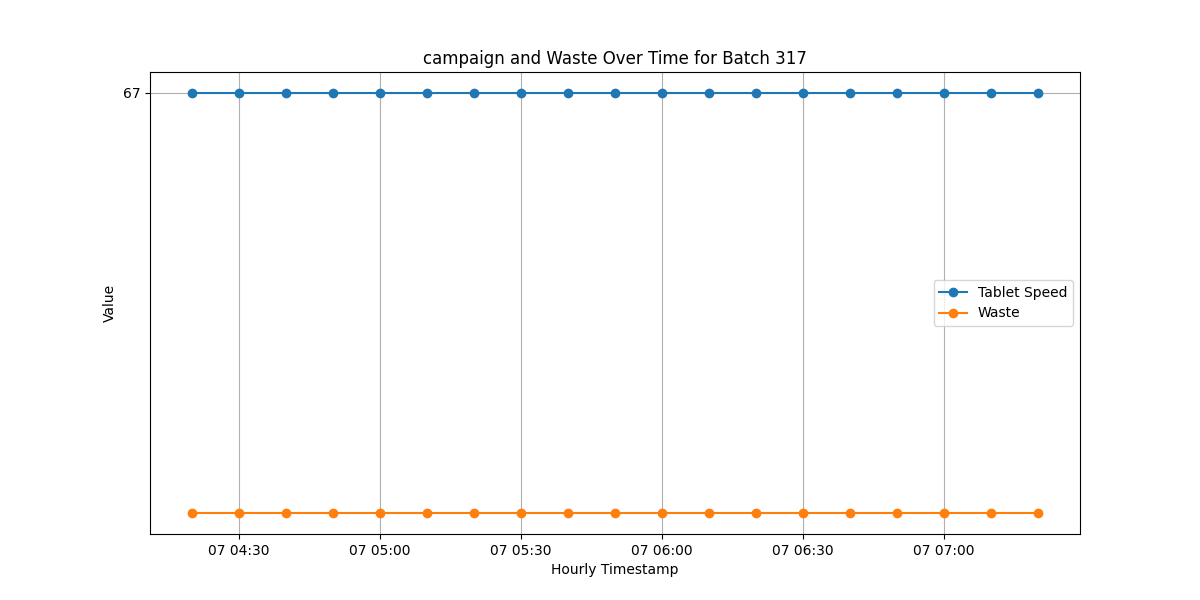 campaign and Waste Over Time for Batch 317
67
Value
Tablet Speed
Waste
07 04:30 07 05:00 07 05:30 07 06:00 07 06:30 07 07:00
Hourly Timestamp